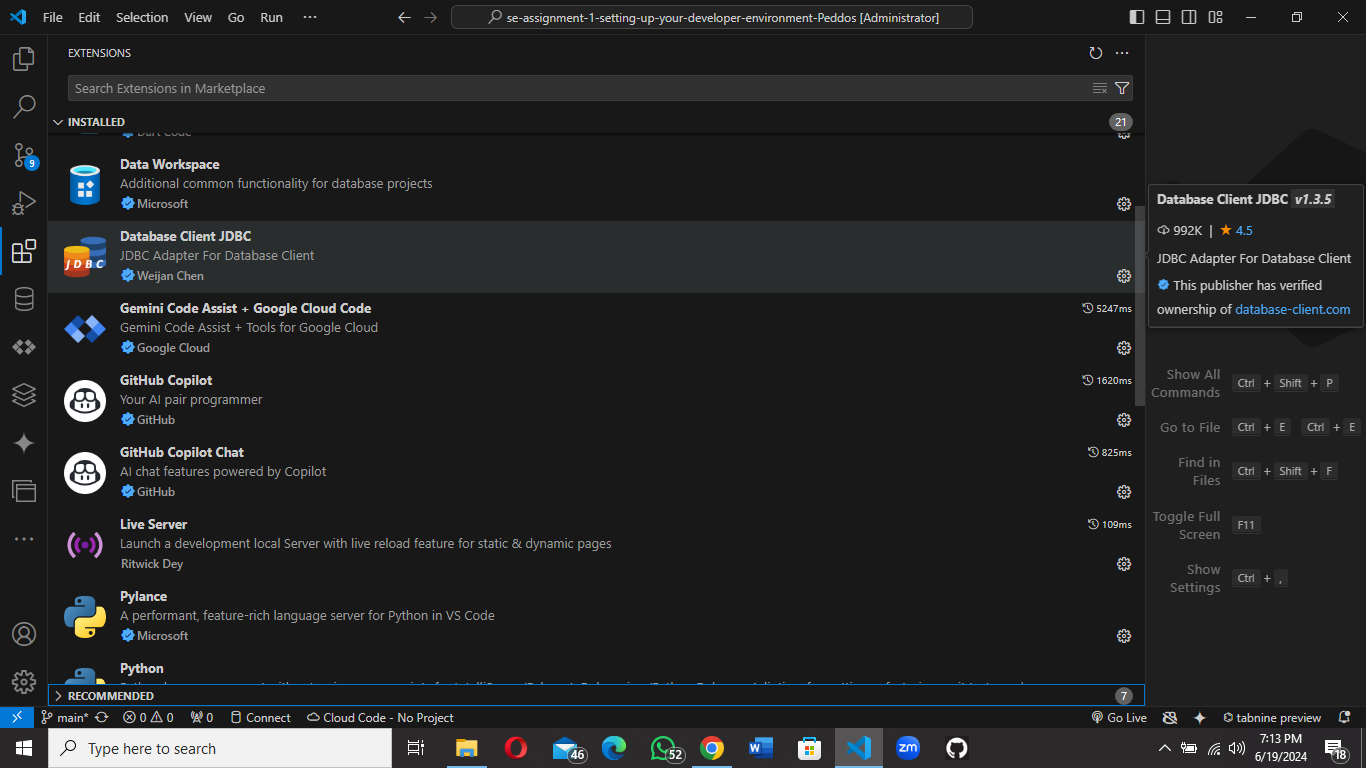 File Edit Selection View Go Run ···
se-assignment-1-setting-up-your-developer-environment-Peddos [Administrator]
EXTENSIONS
Search Extensions in Marketplace
INSTALLED 21
Dart Code
Data Workspace
Additional common functionality for database projects
Microsoft
Database Client JDBC
JDBC Adapter For Database Client
Weijan Chen
JDBC
Gemini Code Assist + Google Cloud Code 5247ms
Gemini Code Assist + Tools for Google Cloud
Google Cloud
GitHub Copilot 1620ms
Your AI pair programmer
GitHub
GitHub Copilot Chat 825ms
AI chat features powered by Copilot
GitHub
Live Server 109ms
Launch a development local Server with live reload feature for static & dynamic pages
Ritwick Dey
Pylance
A performant, feature-rich language server for Python in VS Code
Microsoft
Python
RECOMMENDED 7
9
Database Client JDBC v1.3.5
992K | 4.5
JDBC Adapter For Database Client
This publisher has verified
ownership of database-client.com
Show All
Commands Ctrl + Shift + P
Go to File Ctrl + E Ctrl + E
Find in
Files Ctrl + Shift + F
Toggle Full
Screen F11
Show
Settings Ctrl + ,
main* 0 0 0 Connect Cloud Code - No Project Go Live tabnine preview
Type here to search
46
52
W
zm
7:13 PM
6/19/2024
18